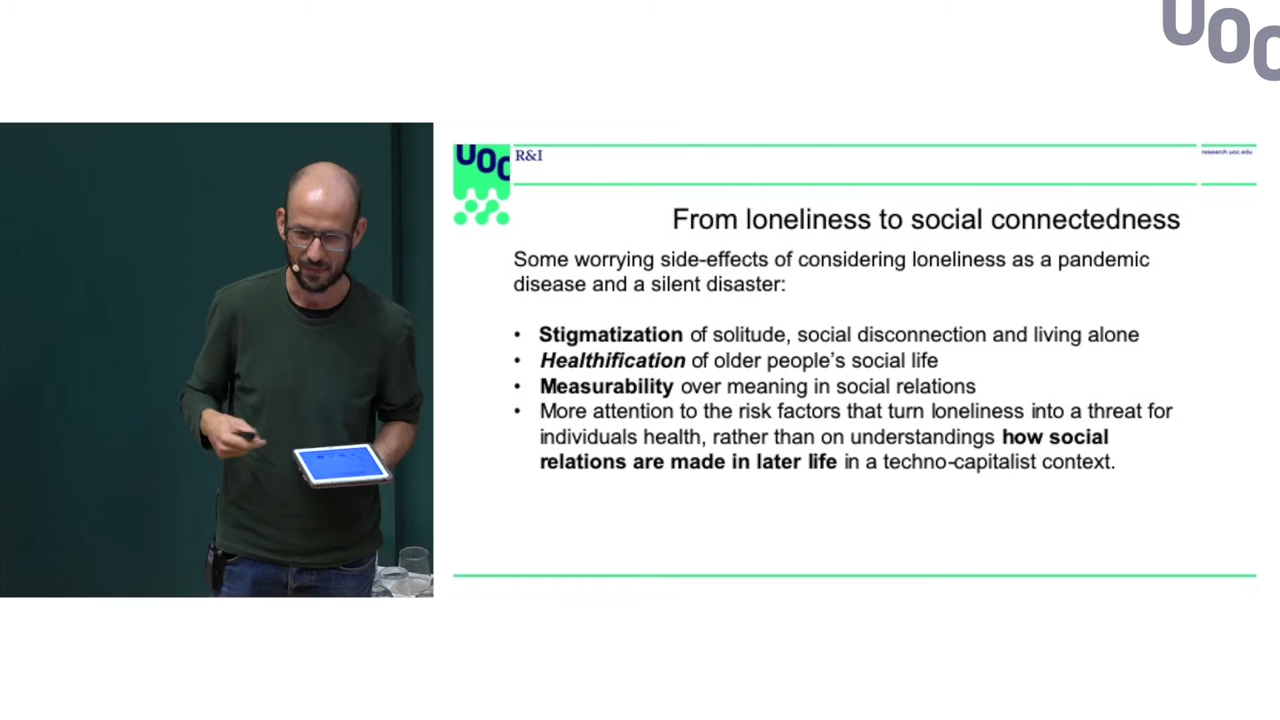 UOC
UOC
R&I
research.uoc.edu
From loneliness to social connectedness
Some worrying side-effects of considering loneliness as a pandemic
disease and a silent disaster:
• Stigmatization of solitude, social disconnection and living alone
• Healthification of older people's social life
• Measurability over meaning in social relations
• More attention to the risk factors that turn loneliness into a threat for
individuals health, rather than on understandings how social
relations are made in later life in a techno-capitalist context.